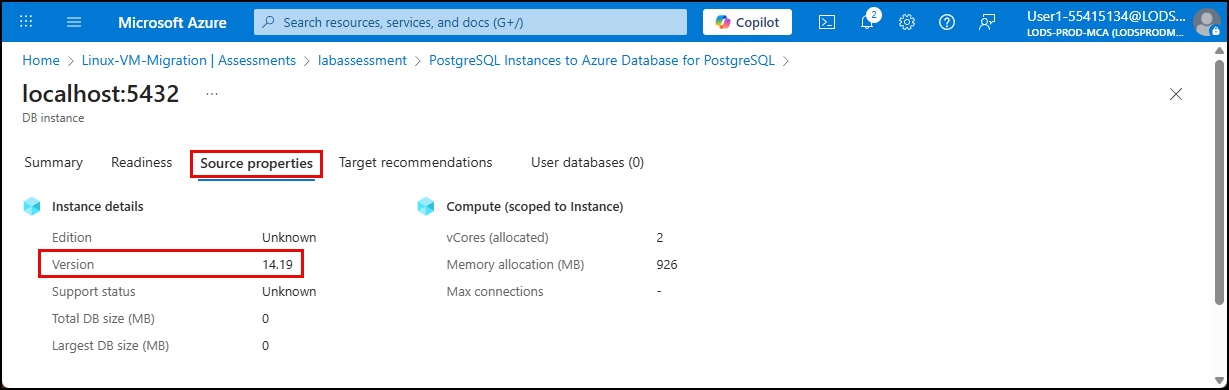 Microsoft Azure
Search resources, services, and docs (G+/)
Copilot
2
User1-55415134@LODS...
LODS-PROD-MCA (LODSPRODM...
Home > Linux-VM-Migration | Assessments > labassessment > PostgreSQL Instances to Azure Database for PostgreSQL >
localhost:5432 ...
DB instance
Summary Readiness Source properties Target recommendations User databases (0)
Instance details
Edition Unknown
Version 14.19
Support status Unknown
Total DB size (MB) 0
Largest DB size (MB) 0
Compute (scoped to Instance)
vCores (allocated) 2
Memory allocation (MB) 926
Max connections -